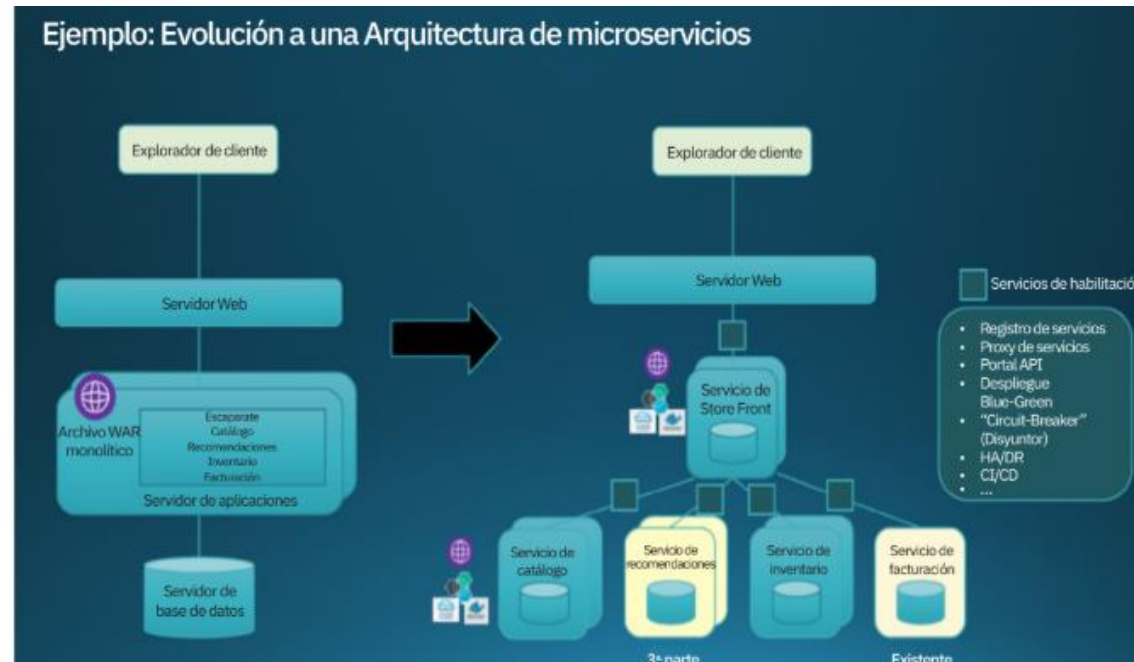 Ejemplo: Evolución a una Arquitectura de microservicios
Explorador de cliente
Servidor Web
Archivo WAR
monolítico
Escaparate
Catálogo
Recomendaciones
Inventario
Facturación
Servidor de aplicaciones
Servidor de
base de datos
Explorador de cliente
Servidor Web
Servicio de
Store Front
Servicio de
catálogo
Servicio de
recomendaciones
Servicio de
inventario
Servicio de
facturación
3ª parte
Existente
Servicios de habilitació
• Registro de servicios
• Proxy de servicios
• Portal API
• Despliegue
Blue-Green
• “Circuit-Breaker”
(Disyuntor)
• HA/DR
• CI/CD
• ...